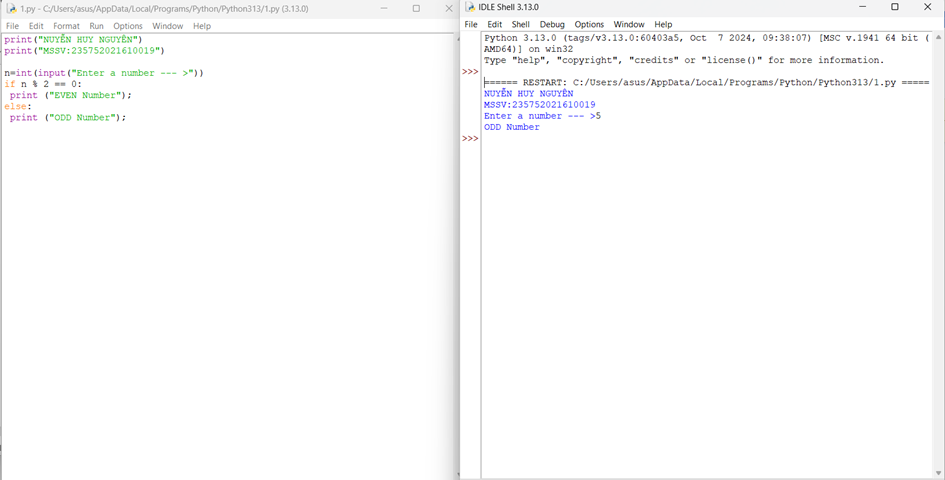 1.py - C:/Users/asus/AppData/Local/Programs/Python/Python313/1.py (3.13.0)
File Edit Format Run Options Window Help
print("NUYỄN HUY NGUYÊN")
print("MSSV:235752021610019")
n=int(input("Enter a number --- >"))
if n % 2 == 0:
 print ("EVEN Number");
else:
 print ("ODD Number");
IDLE Shell 3.13.0
File Edit Shell Debug Options Window Help
Python 3.13.0 (tags/v3.13.0:60403a5, Oct  7 2024, 09:38:07) [MSC v.1941 64 bit (
AMD64)] on win32
Type "help", "copyright", "credits" or "license()" for more information.
>>>
====== RESTART: C:/Users/asus/AppData/Local/Programs/Python/Python313/1.py =====
NUYỄN HUY NGUYÊN
MSSV:235752021610019
Enter a number --- >5
ODD Number
>>>